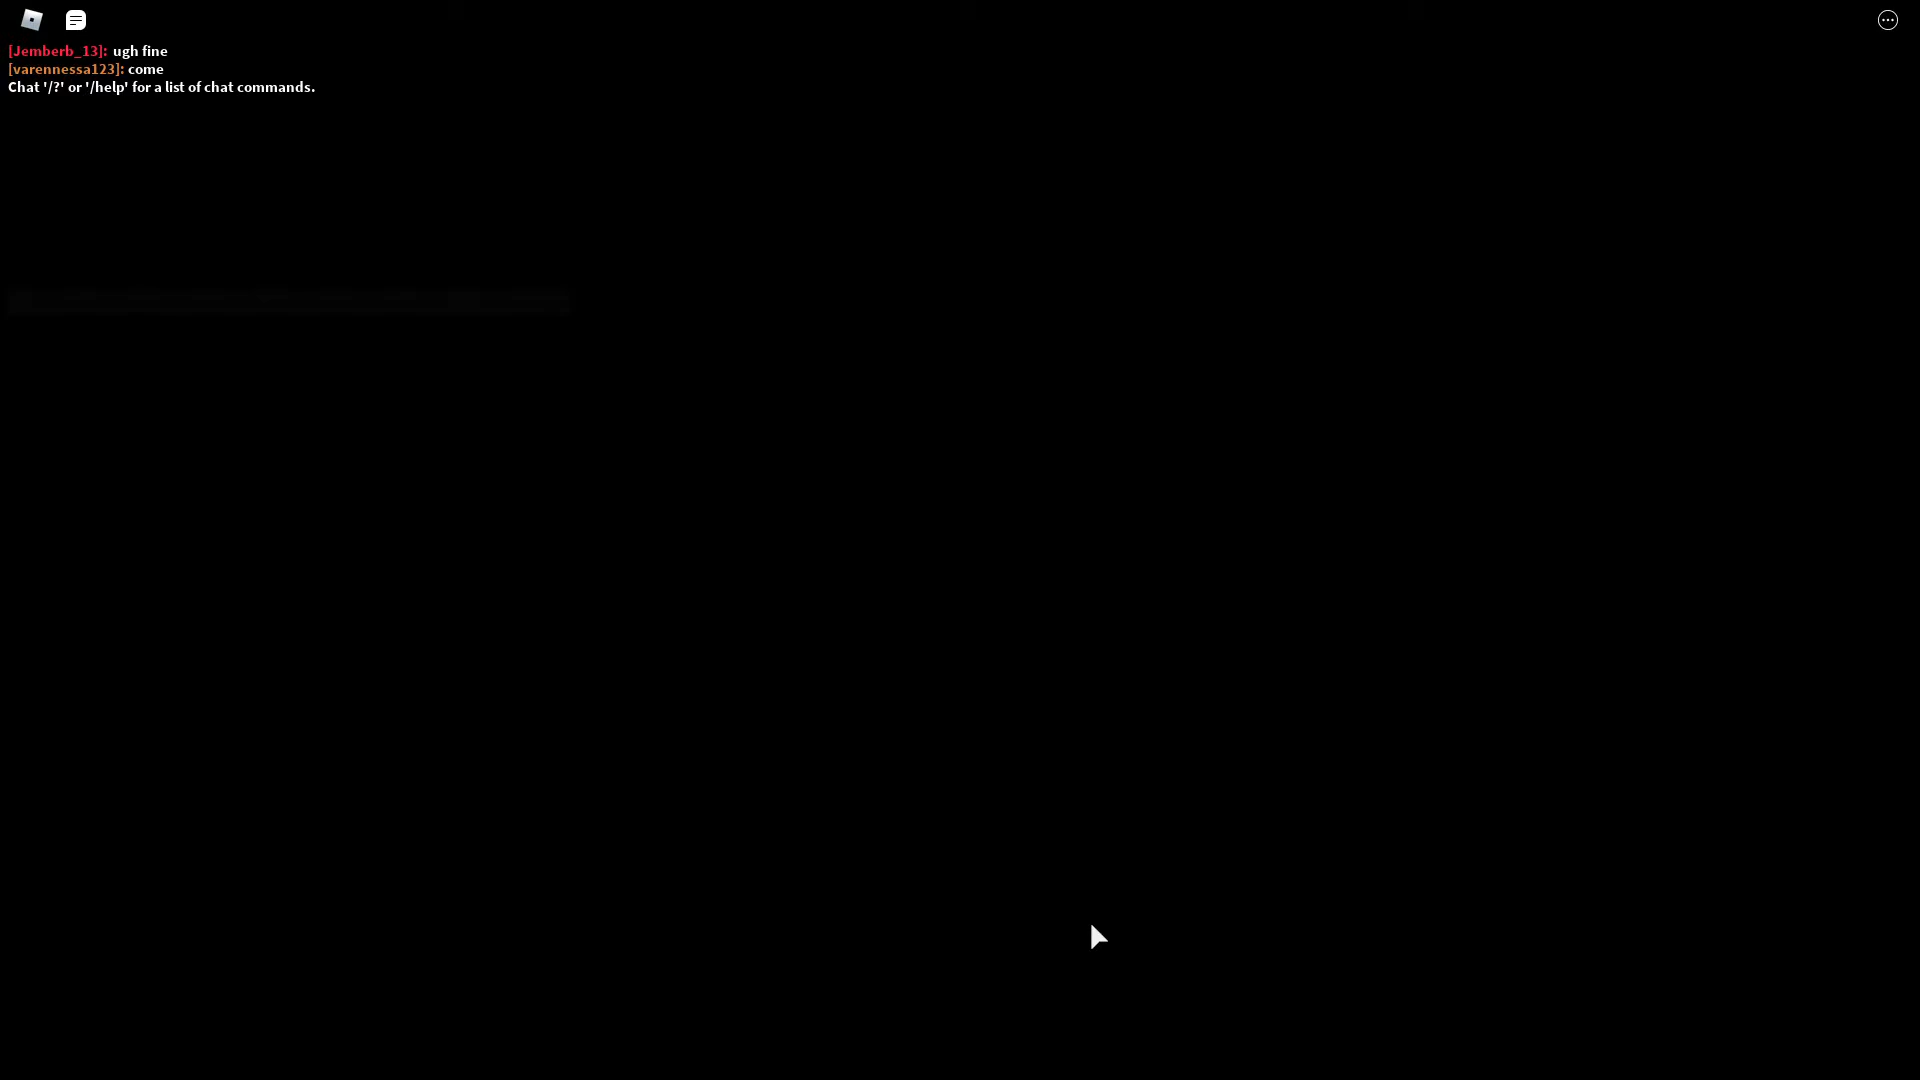 [Jemberb_13]: ugh fine
[varennessa123]: come
Chat '/?' or '/help' for a list of chat commands.